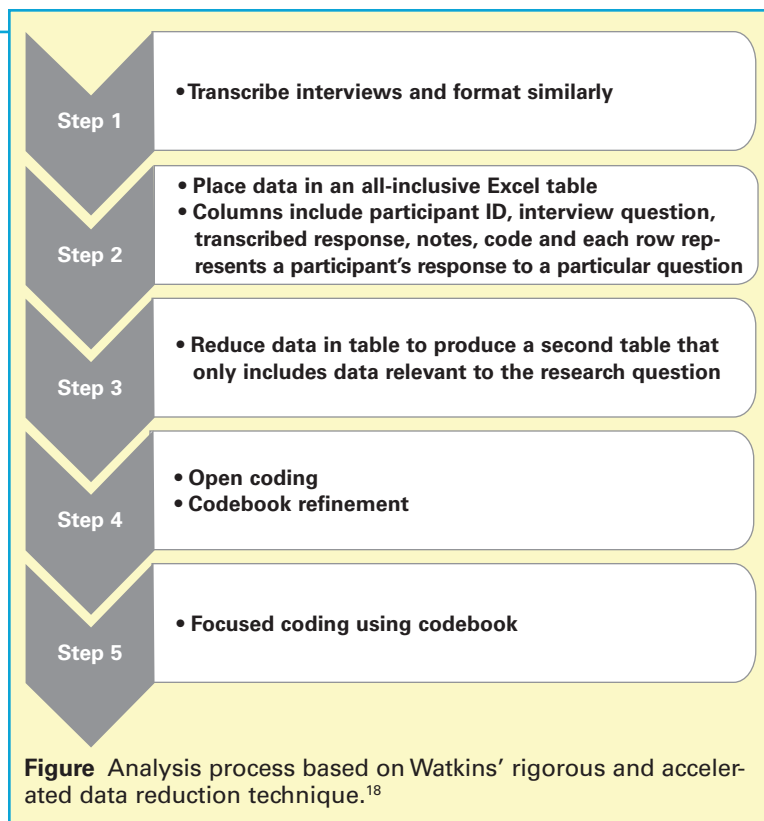 Step 1
• Transcribe interviews and format similarly
Step 2
• Place data in an all-inclusive Excel table
• Columns include participant ID, interview question,
transcribed response, notes, code and each row rep-
resents a participant's response to a particular question
Step 3
• Reduce data in table to produce a second table that
only includes data relevant to the research question
Step 4
• Open coding
• Codebook refinement
Step 5
• Focused coding using codebook
Figure Analysis process based on Watkins' rigorous and acceler-
ated data reduction technique.18